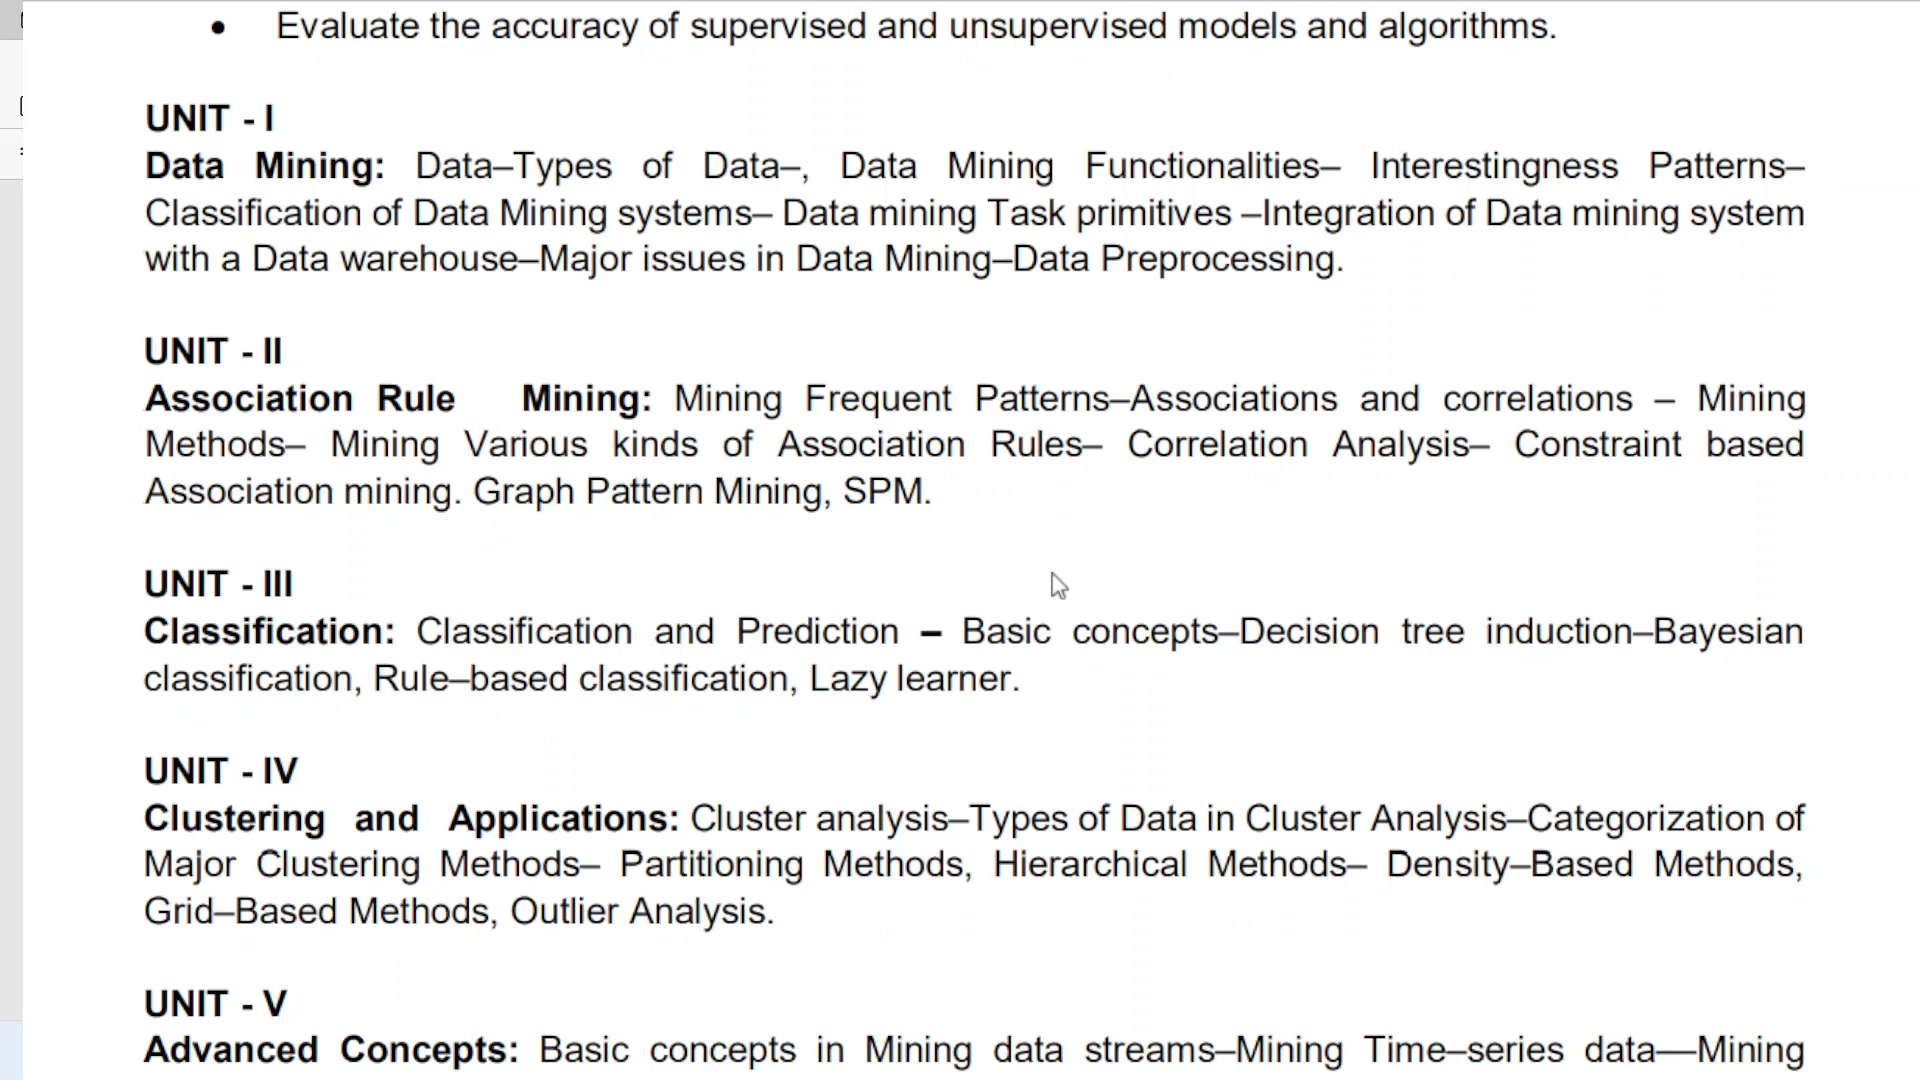 • Evaluate the accuracy of supervised and unsupervised models and algorithms.
UNIT - I
Data Mining: Data–Types of Data–, Data Mining Functionalities– Interestingness Patterns–
Classification of Data Mining systems– Data mining Task primitives –Integration of Data mining system
with a Data warehouse–Major issues in Data Mining–Data Preprocessing.
UNIT - II
Association Rule Mining: Mining Frequent Patterns–Associations and correlations – Mining
Methods– Mining Various kinds of Association Rules– Correlation Analysis– Constraint based
Association mining. Graph Pattern Mining, SPM.
UNIT - III
Classification: Classification and Prediction – Basic concepts–Decision tree induction–Bayesian
classification, Rule–based classification, Lazy learner.
UNIT - IV
Clustering and Applications: Cluster analysis–Types of Data in Cluster Analysis–Categorization of
Major Clustering Methods– Partitioning Methods, Hierarchical Methods– Density–Based Methods,
Grid–Based Methods, Outlier Analysis.
UNIT - V
Advanced Concepts: Basic concepts in Mining data streams–Mining Time–series data––Mining